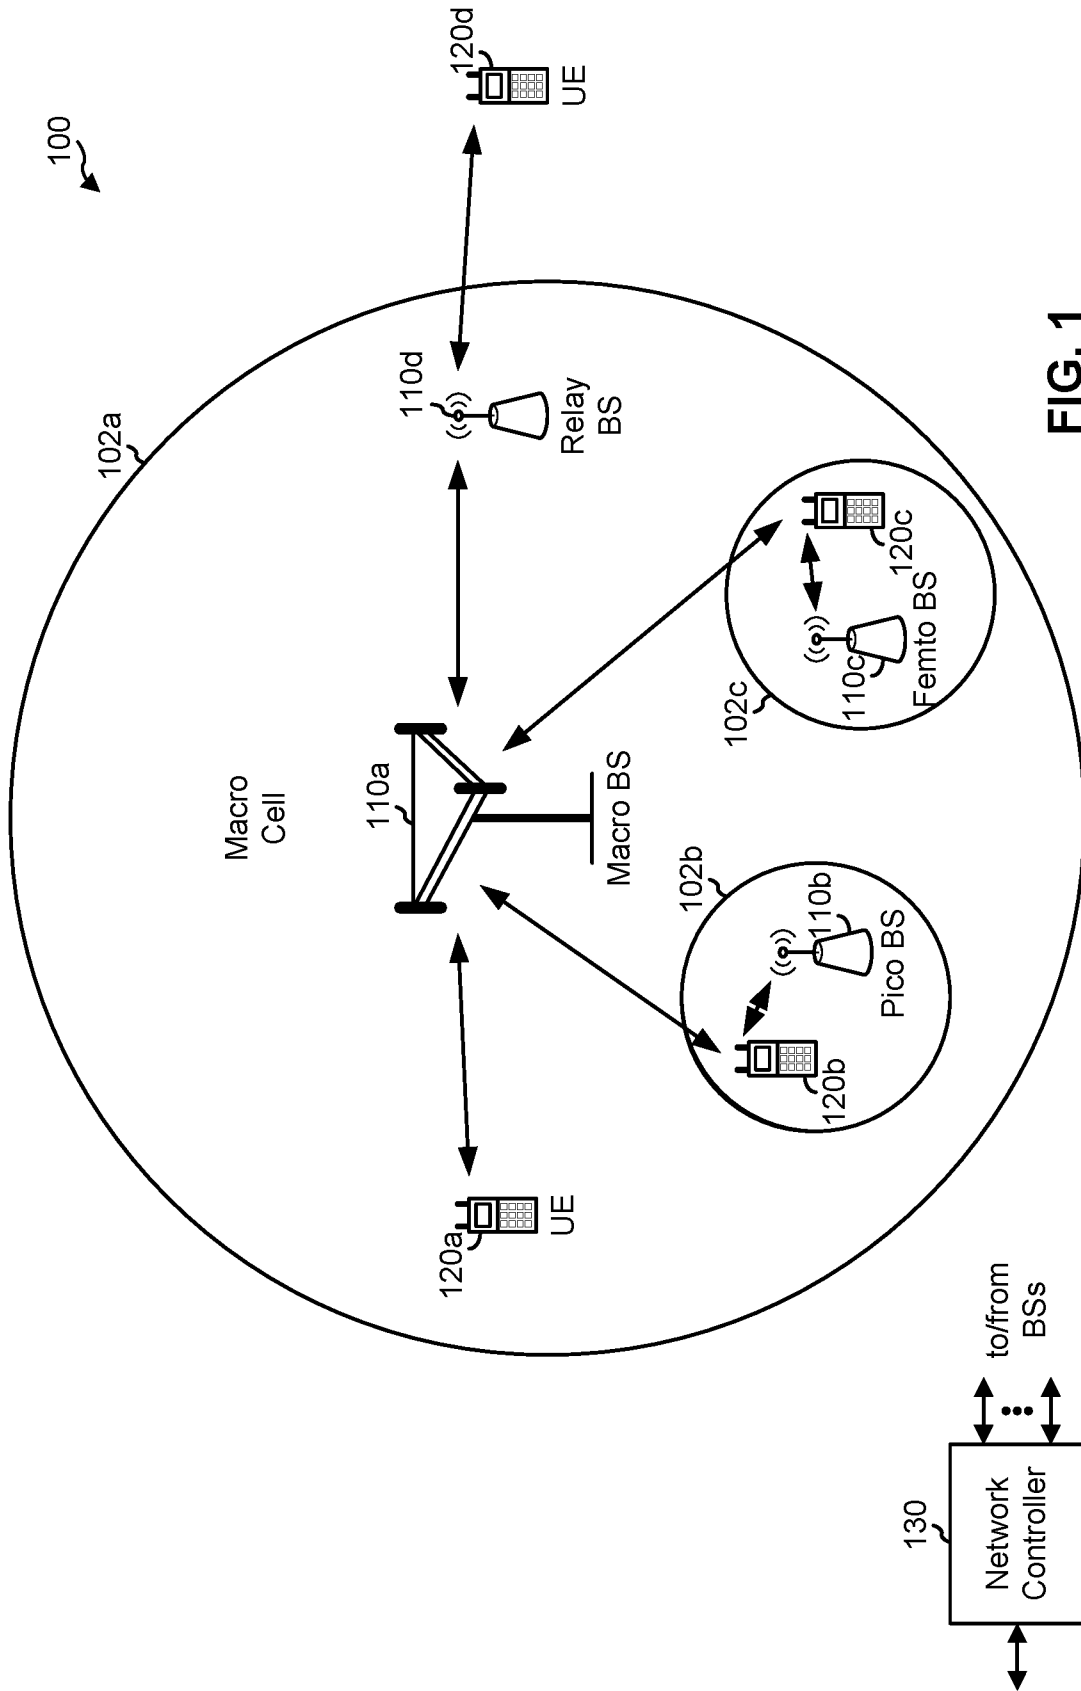 100
102a
Macro
Cell
110a
110d
120d
UE
Relay
BS
120a
UE
Macro BS
102b
110b
Pico BS
120b
102c
110c
Femto BS
120c
130
Network
Controller
to/from
BSs
FIG. 1